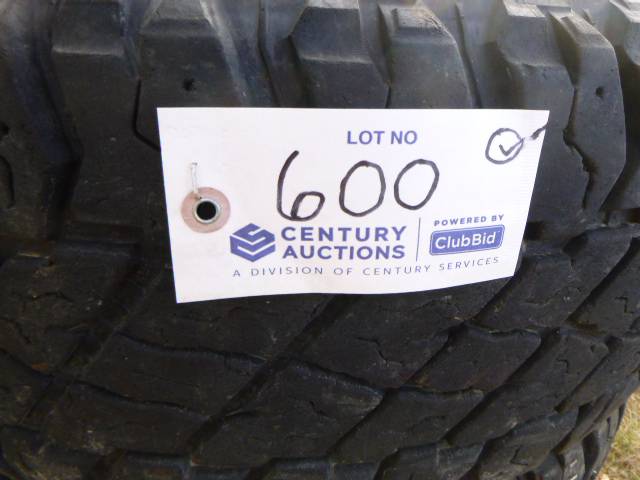 LOT NO
600
CENTURY
AUCTIONS
POWERED BY
ClubBid
A DIVISION OF CENTURY SERVICES